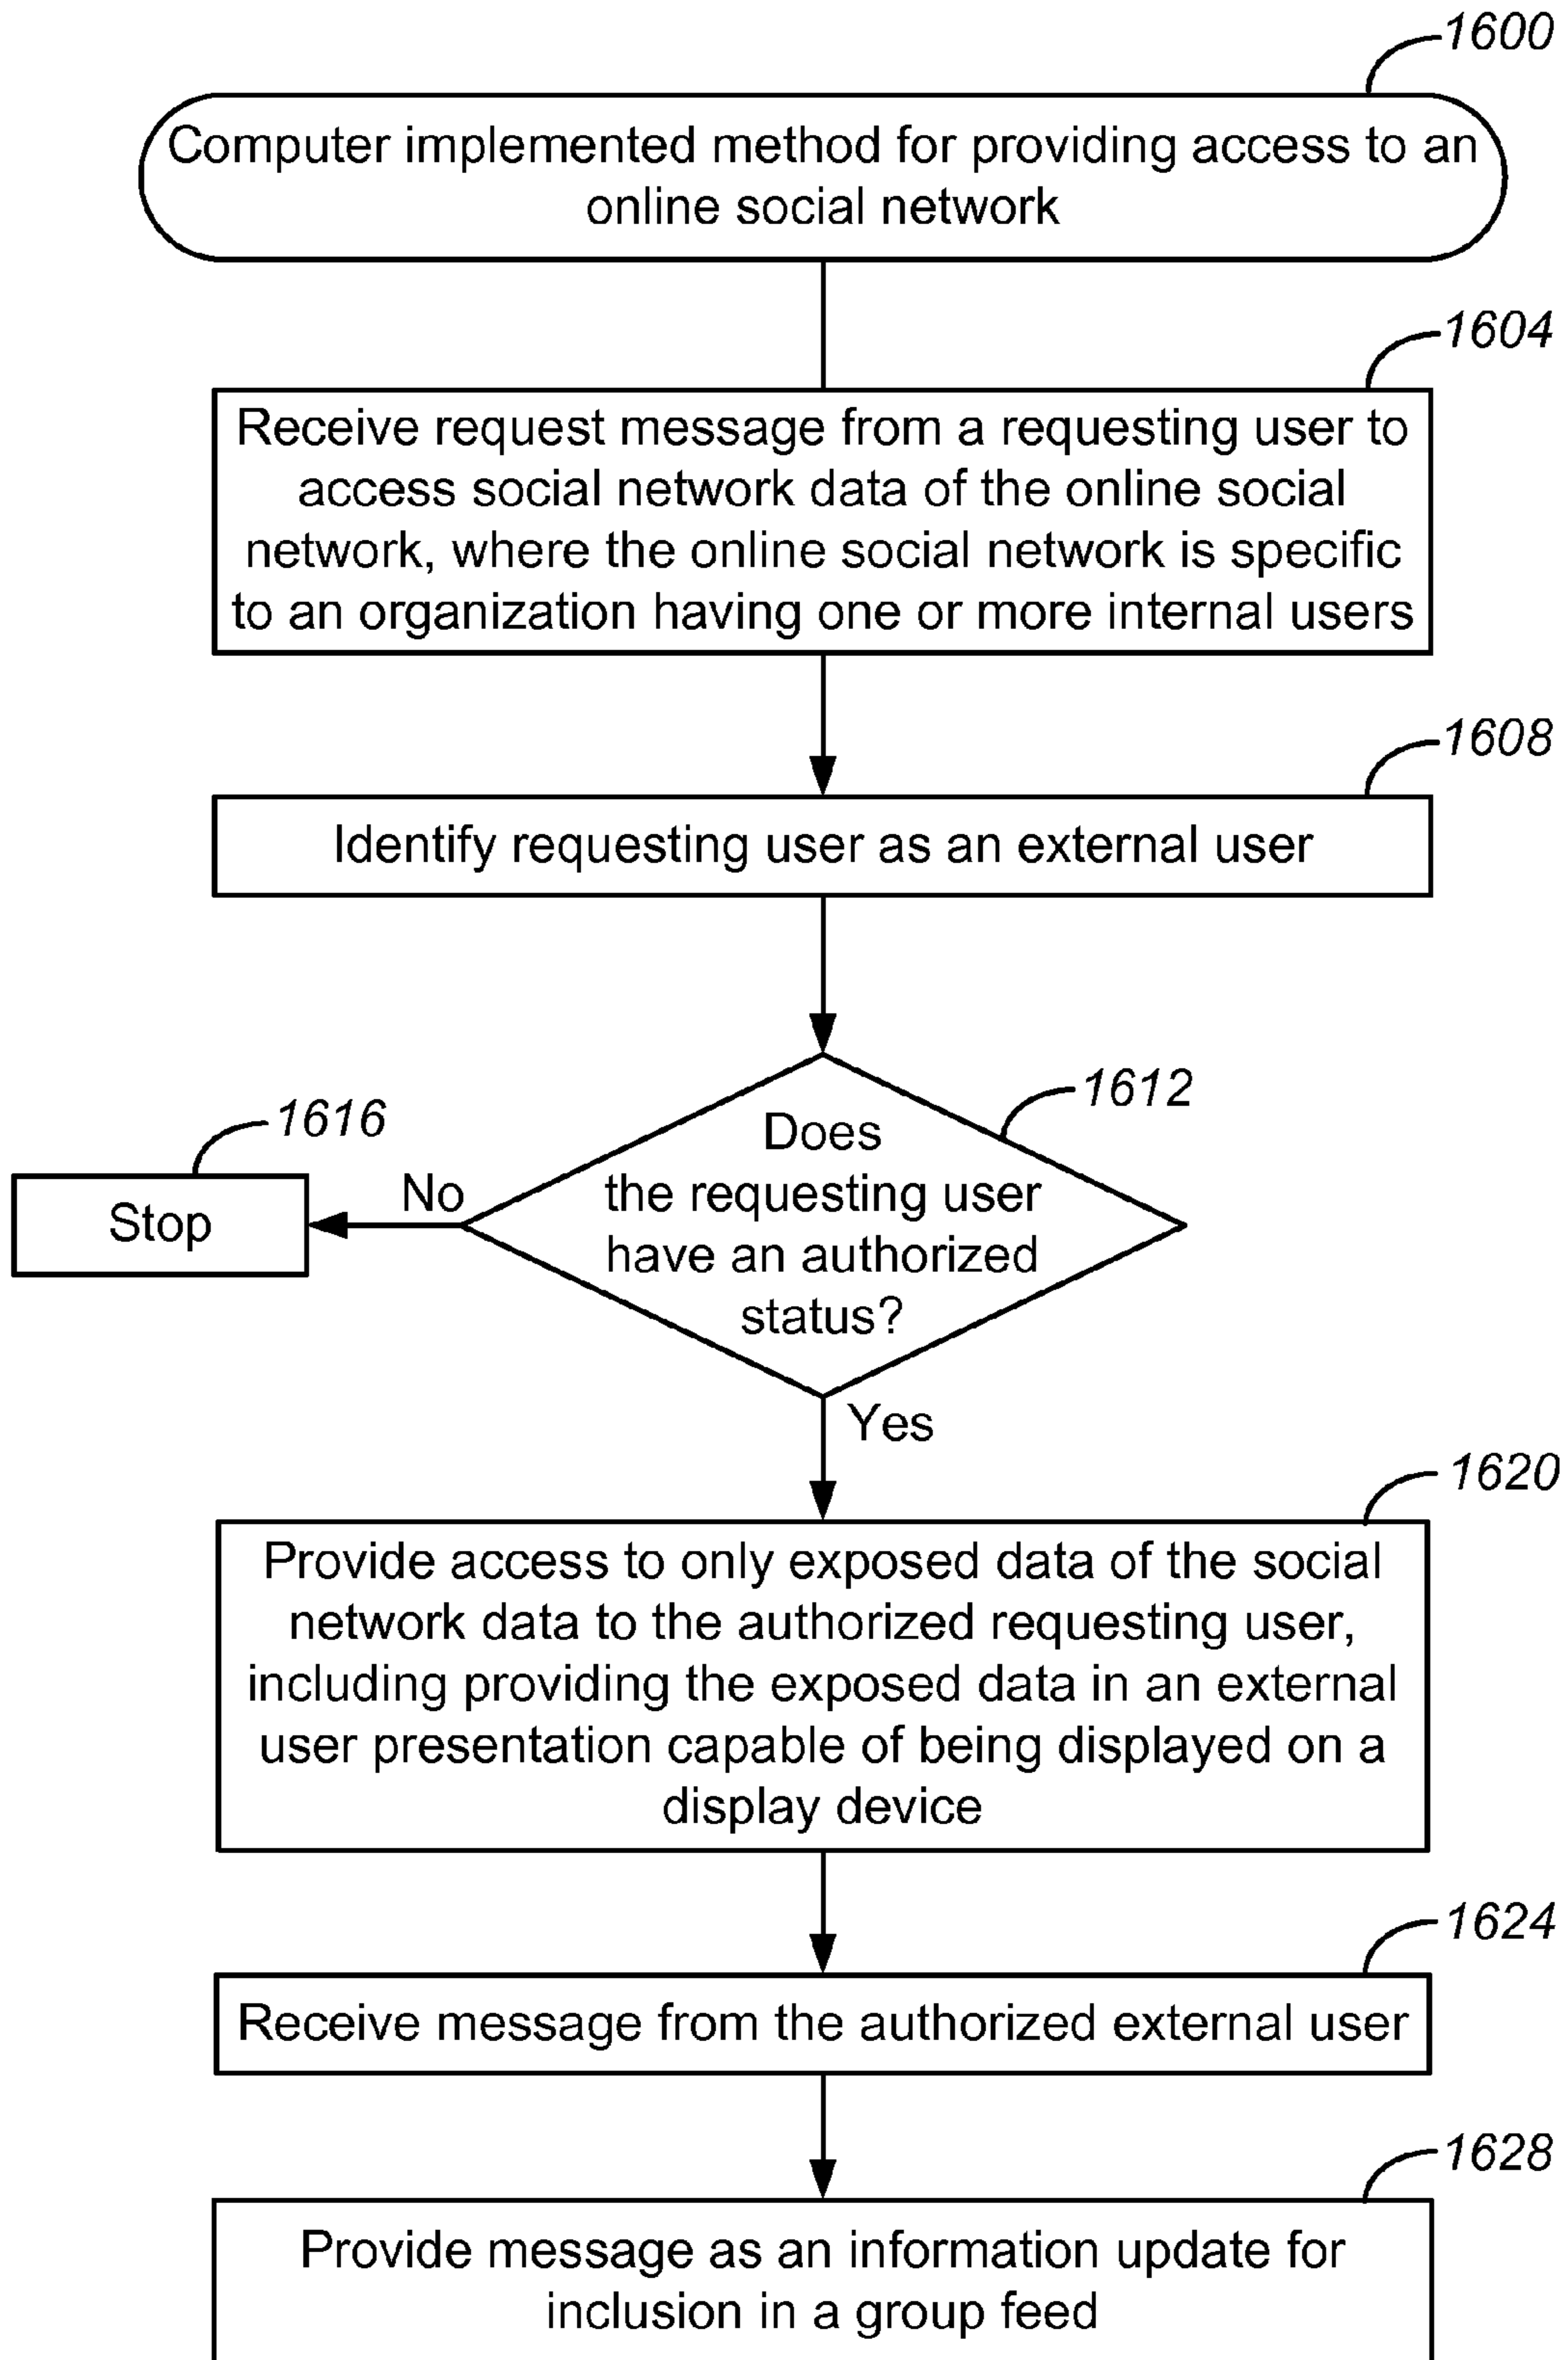 1600
Computer implemented method for providing access to an
online social network
1604
Receive request message from a requesting user to
access social network data of the online social
network, where the online social network is specific
to an organization having one or more internal users
1608
Identify requesting user as an external user
1612
Does
the requesting user
have an authorized
status?
1616
No
Stop
Yes
1620
Provide access to only exposed data of the social
network data to the authorized requesting user,
including providing the exposed data in an external
user presentation capable of being displayed on a
display device
1624
Receive message from the authorized external user
1628
Provide message as an information update for
inclusion in a group feed